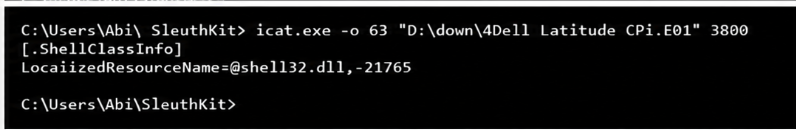 C:\Users\Abi\ SleuthKit> icat.exe -o 63 "D:\down\4Dell Latitude CPi.E01" 3800
[.ShellClassInfo]
LocaiizedResourceName=@shell32.dll,-21765
C:\Users\Abi\SleuthKit>